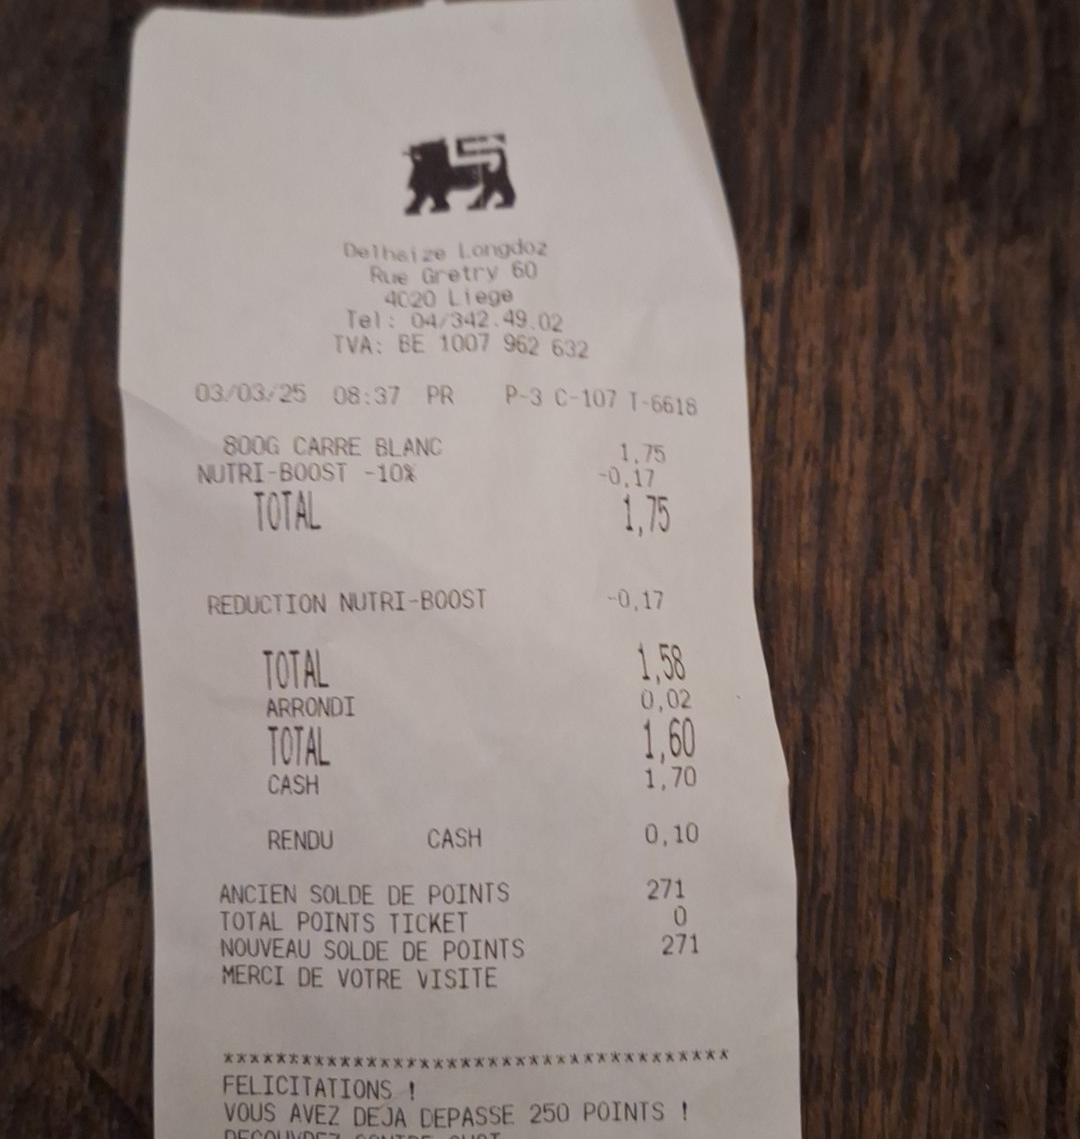 Delhaize Longdoz
Rue Gretry 60
4020 Liege
Tel: 04/342.49.02
TVA: BE 1007 962 632
03/03/25 08:37 PR P-3 C-107 T-6618
800G CARRE BLANC 1,75
NUTRI-BOOST -10% -0,17
TOTAL 1,75
REDUCTION NUTRI-BOOST -0,17
TOTAL 1,58
ARRONDI 0,02
TOTAL 1,60
CASH 1,70
RENDU CASH 0,10
ANCIEN SOLDE DE POINTS 271
TOTAL POINTS TICKET 0
NOUVEAU SOLDE DE POINTS 271
MERCI DE VOTRE VISITE
***************************************
FELICITATIONS !
VOUS AVEZ DEJA DEPASSE 250 POINTS !